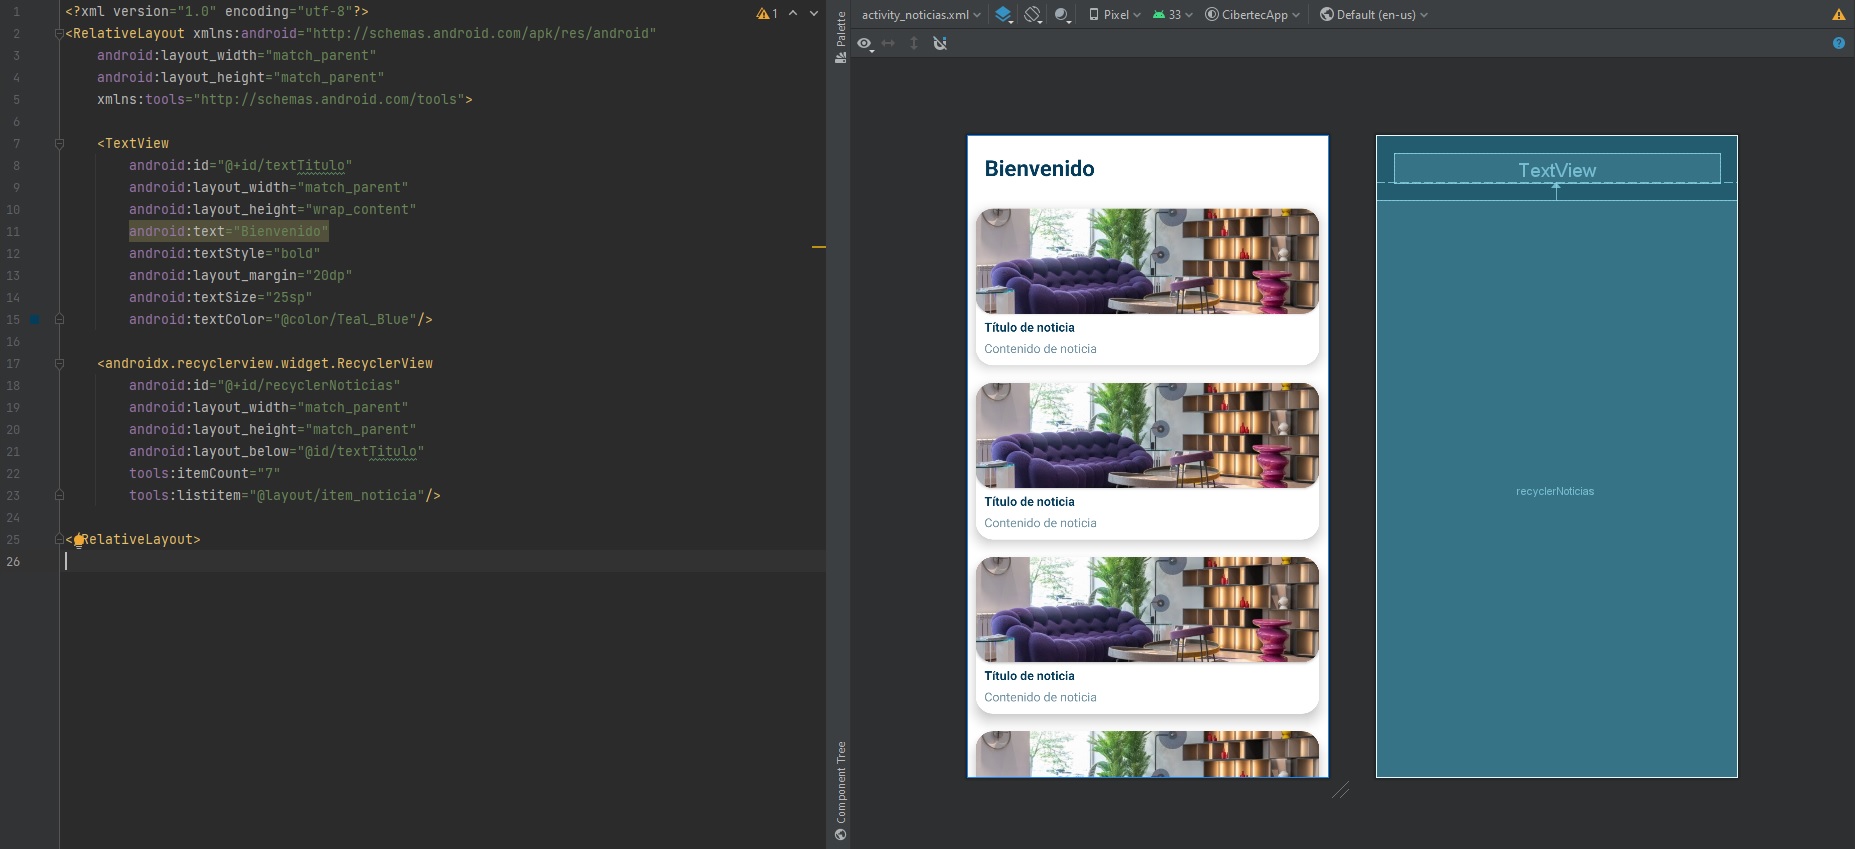 1 <?xml version="1.0" encoding="utf-8"?>
2 <RelativeLayout xmlns:android="http://schemas.android.com/apk/res/android"
3 android:layout_width="match_parent"
4 android:layout_height="match_parent"
5 xmlns:tools="http://schemas.android.com/tools">
6
7 <TextView
8 android:id="@+id/textTitulo"
9 android:layout_width="match_parent"
10 android:layout_height="wrap_content"
11 android:text="Bienvenido"
12 android:textStyle="bold"
13 android:layout_margin="20dp"
14 android:textSize="25sp"
15 android:textColor="@color/Teal_Blue"/>
16
17 <androidx.recyclerview.widget.RecyclerView
18 android:id="@+id/recyclerNoticias"
19 android:layout_width="match_parent"
20 android:layout_height="match_parent"
21 android:layout_below="@id/textTitulo"
22 tools:itemCount="7"
23 tools:listitem="@layout/item_noticia"/>
24
25 <RelativeLayout>
26
1
Palette
Component Tree
activity_noticias.xml Pixel 33 CibertecApp Default (en-us)
Bienvenido
Título de noticia
Contenido de noticia
Título de noticia
Contenido de noticia
Título de noticia
Contenido de noticia
TextView
recyclerNoticias